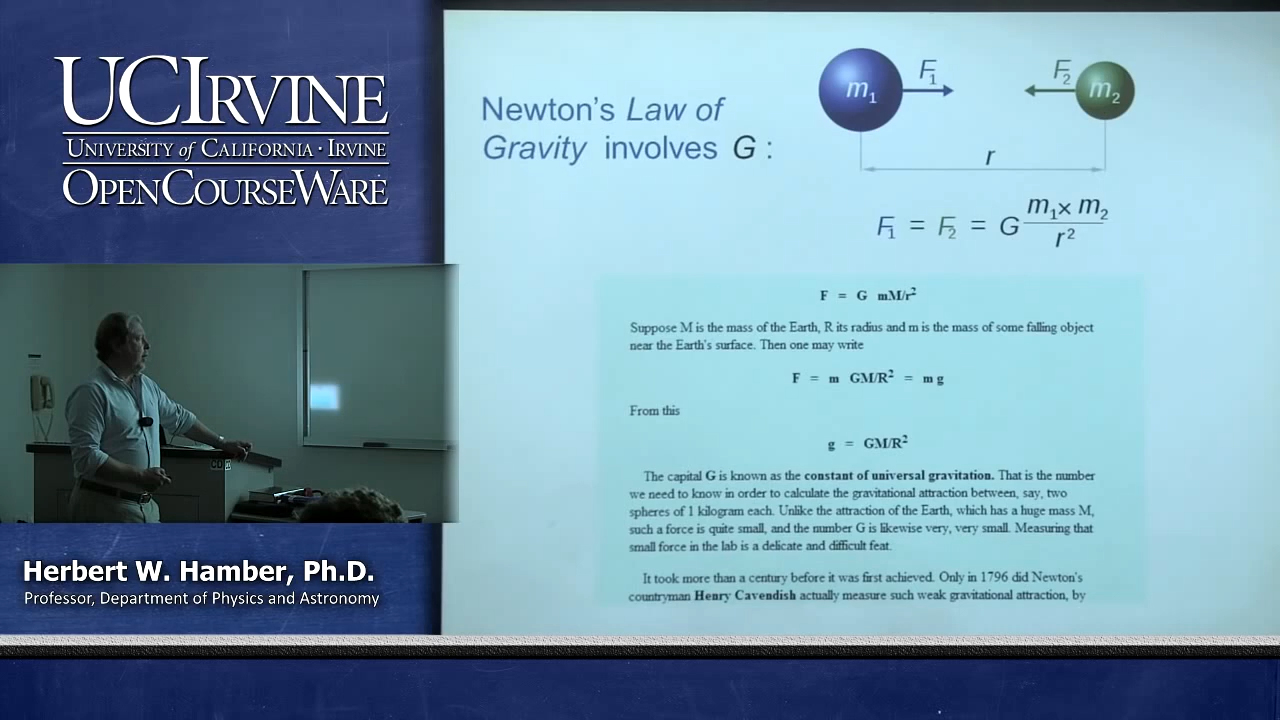 UCIRVINE
UNIVERSITY of CALIFORNIA · IRVINE
OPENCOURSEWARE
Herbert W. Hamber, Ph.D.
Professor, Department of Physics and Astronomy
Newton's Law of
Gravity involves G :
m₁ F₁ F₂ m₂
r
F₁ = F₂ = G m₁ x m₂ / r²
F = G mM/r²
Suppose M is the mass of the Earth, R its radius and m is the mass of some falling object
near the Earth's surface. Then one may write
F = m GM/R² = m g
From this
g = GM/R²
The capital G is known as the constant of universal gravitation. That is the number
we need to know in order to calculate the gravitational attraction between, say, two
spheres of 1 kilogram each. Unlike the attraction of the Earth, which has a huge mass M,
such a force is quite small, and the number G is likewise very, very small. Measuring that
small force in the lab is a delicate and difficult feat.
It took more than a century before it was first achieved. Only in 1796 did Newton's
countryman Henry Cavendish actually measure such weak gravitational attraction, by